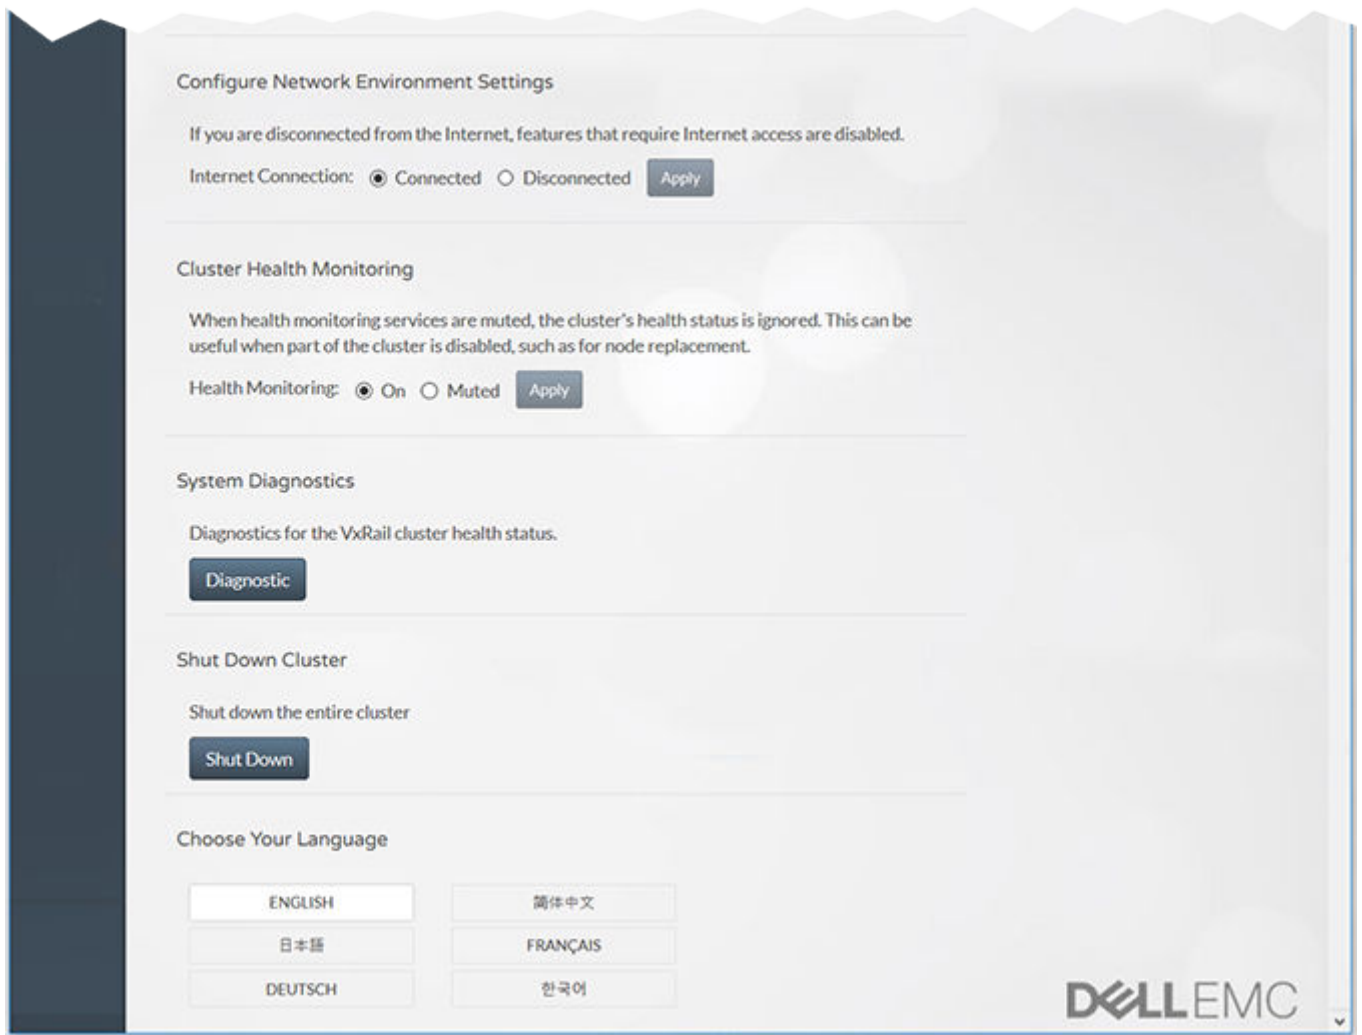 Configure Network Environment Settings
If you are disconnected from the Internet, features that require Internet access are disabled.
Internet Connection: Connected Disconnected Apply
Cluster Health Monitoring
When health monitoring services are muted, the cluster's health status is ignored. This can be
useful when part of the cluster is disabled, such as for node replacement.
Health Monitoring: On Muted Apply
System Diagnostics
Diagnostics for the VxRail cluster health status.
Diagnostic
Shut Down Cluster
Shut down the entire cluster
Shut Down
Choose Your Language
ENGLISH 简体中文
日本語 FRANÇAIS
DEUTSCH 한국어
DELLEMC